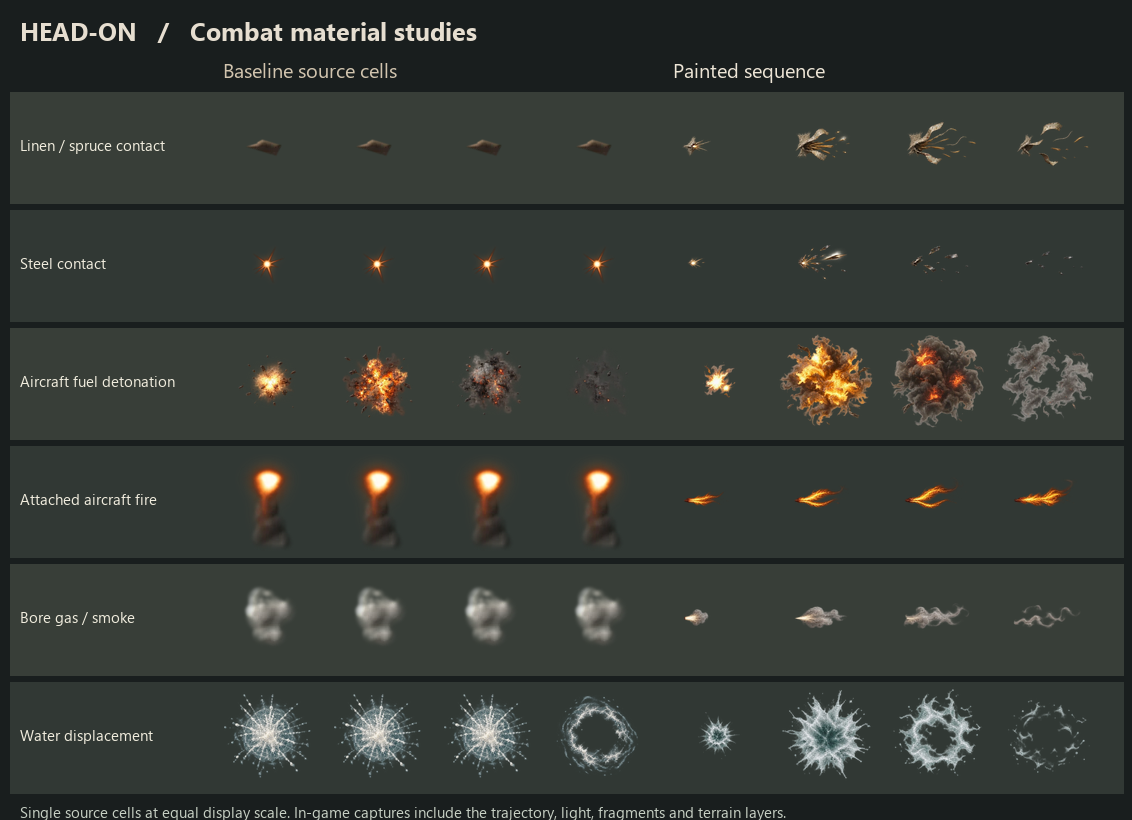 HEAD-ON / Combat material studies
Baseline source cells
Painted sequence
Linen / spruce contact
Steel contact
Aircraft fuel detonation
Attached aircraft fire
Bore gas / smoke
Water displacement
Single source cells at equal display scale. In-game captures include the trajectory, light, fragments and terrain layers.